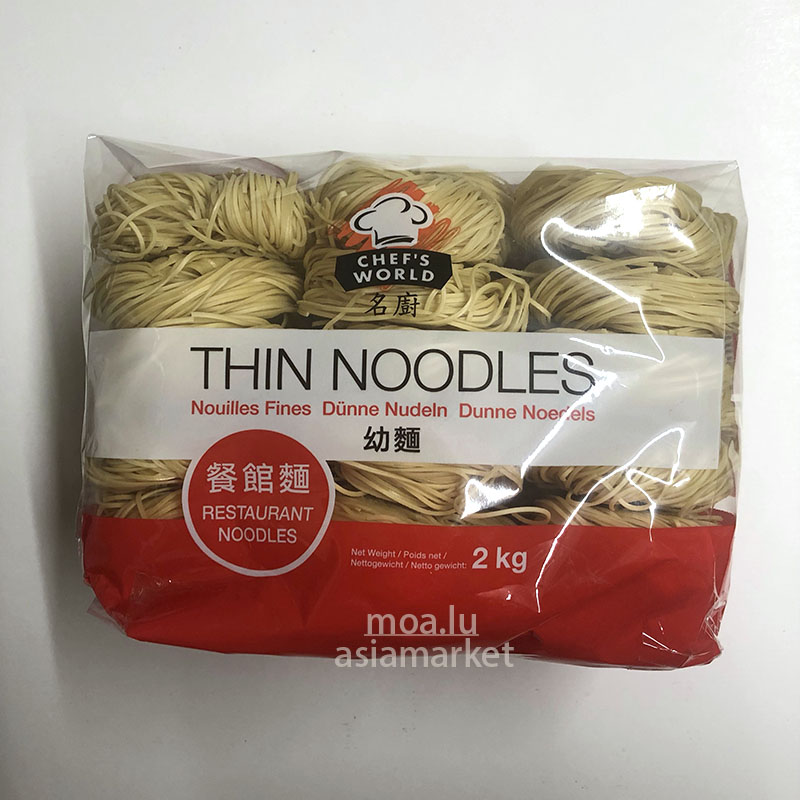 CHEF'S
WORLD
名廚
THIN NOODLES
Nouilles Fines Dünne Nudeln Dunne Noedels
幼麵
餐館麵
RESTAURANT
NOODLES
Net Weight / Poids net /
Nettogewicht / Netto gewicht: 2 kg
moa.lu
asiamarket